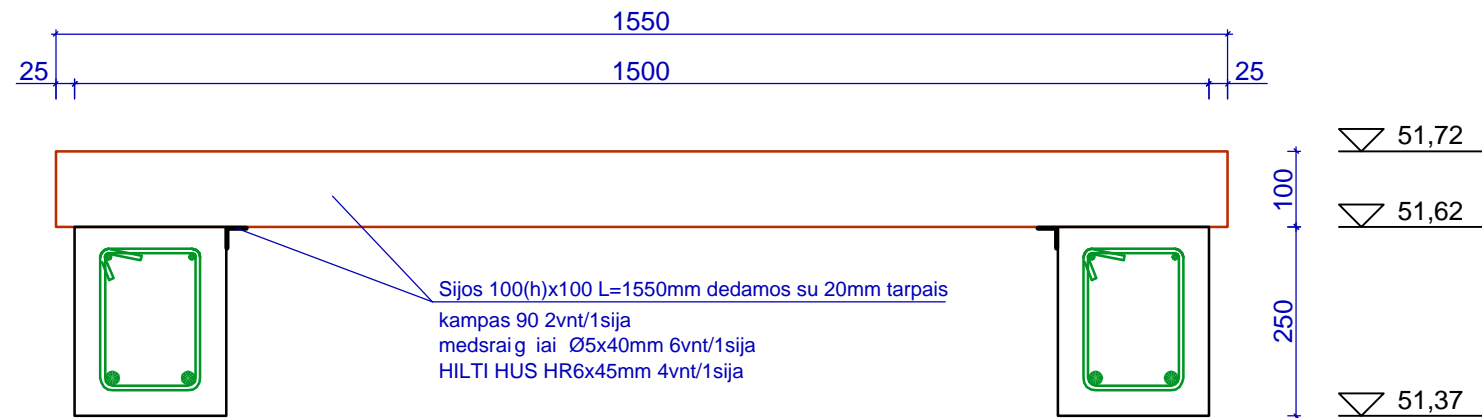 1550
25 1500 25
51,72
100
51,62
250
51,37
Sijos 100(h)x100 L=1550mm dedamos su 20mm tarpais
kampas 90 2vnt/1sija
medsraig iai Ø5x40mm 6vnt/1sija
HILTI HUS HR6x45mm 4vnt/1sija